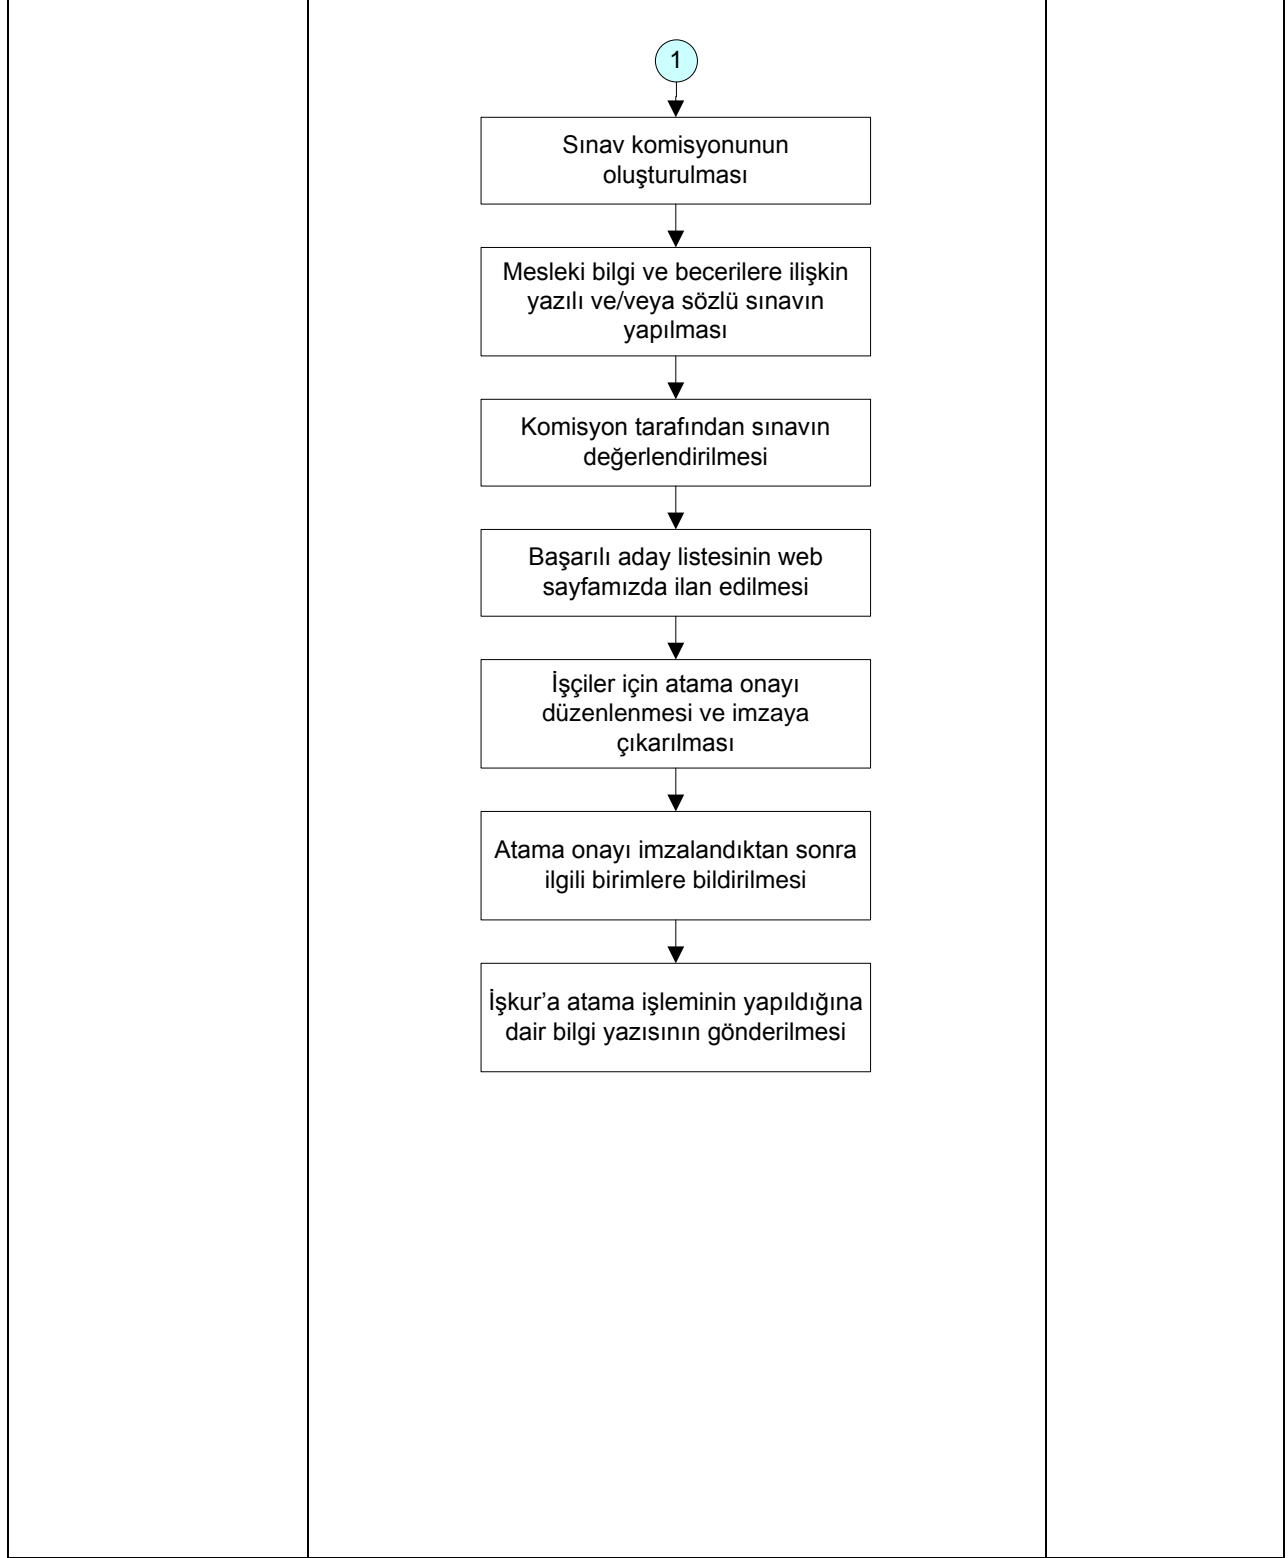 1
Sınav komisyonunun
oluşturulması
Mesleki bilgi ve becerilere ilişkin
yazılı ve/veya sözlü sınavın
yapılması
Komisyon tarafından sınavın
değerlendirilmesi
Başarılı aday listesinin web
sayfamızda ilan edilmesi
İşçiler için atama onayı
düzenlenmesi ve imzaya
çıkarılması
Atama onayı imzalandıktan sonra
ilgili birimlere bildirilmesi
İşkur’a atama işleminin yapıldığına
dair bilgi yazısının gönderilmesi